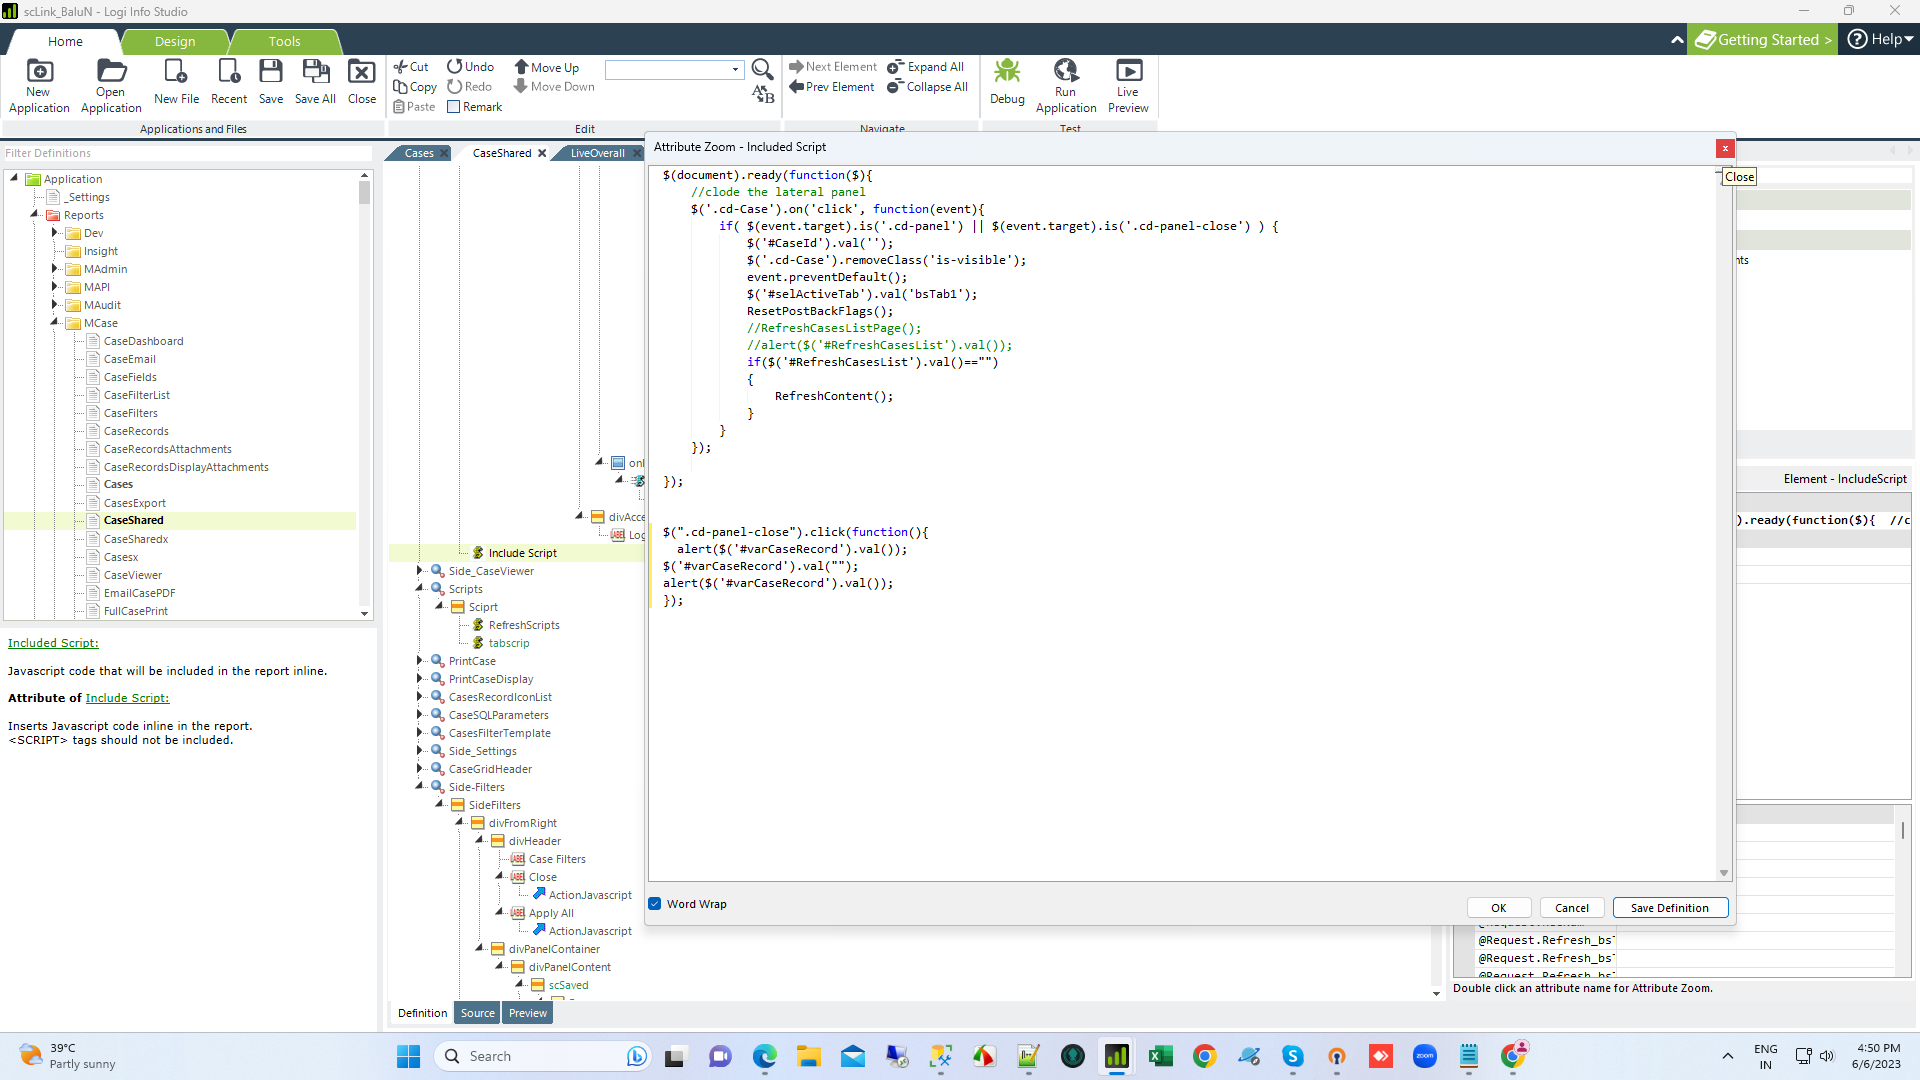 scLink_BaluN - Logi Info Studio
Home
Design
Tools
Getting Started >
Help
New Application
Open Application
New File
Recent
Save
Save All
Close
Cut
Copy
Paste
Undo
Redo
Remark
Move Up
Move Down
Next Element
Prev Element
Expand All
Collapse All
Debug
Run Application
Live Preview
Applications and Files
Edit
Navigate
Test
Filter Definitions
Application
_Settings
Reports
Dev
Insight
MAdmin
MAPI
MAudit
MCase
CaseDashboard
CaseEmail
CaseFields
CaseFilterList
CaseFilters
CaseRecords
CaseRecordsAttachments
CaseRecordsDisplayAttachments
Cases
CasesExport
CaseShared
CaseSharedx
Casesx
CaseViewer
EmailCasePDF
FullCasePrint
Included Script:
Javascript code that will be included in the report inline.
Attribute of Include Script:
Inserts Javascript code inline in the report.
<SCRIPT> tags should not be included.
Cases
CaseShared
LiveOverall
onl
divAcce
LABEL Log
Include Script
Side_CaseViewer
Scripts
Scirpt
RefreshScripts
tabscrip
PrintCase
PrintCaseDisplay
CasesRecordIconList
CaseSQLParameters
CasesFilterTemplate
Side_Settings
CaseGridHeader
Side-Filters
SideFilters
divFromRight
divHeader
LABEL Case Filters
LABEL Close
ActionJavascript
LABEL Apply All
ActionJavascript
divPanelContainer
divPanelContent
scSaved
Definition
Source
Preview
Attribute Zoom - Included Script
x
Close
$(document).ready(function($){
//clode the lateral panel
$('.cd-Case').on('click', function(event){
if( $(event.target).is('.cd-panel') || $(event.target).is('.cd-panel-close') ) {
$('#CaseId').val('');
$('.cd-Case').removeClass('is-visible');
event.preventDefault();
$('#selActiveTab').val('bsTab1');
ResetPostBackFlags();
//RefreshCasesListPage();
//alert($('#RefreshCasesList').val());
if($('#RefreshCasesList').val()=="")
{
RefreshContent();
}
}
});
});
$(".cd-panel-close").click(function(){
alert($('#varCaseRecord').val());
$('#varCaseRecord').val("");
alert($('#varCaseRecord').val());
});
Word Wrap
OK
Cancel
Save Definition
nts
Element - IncludeScript
).ready(function($){ //c
@Request.Refresh_bsT
@Request.Refresh_bsT
@Request.Refresh_bsT
Double click an attribute name for Attribute Zoom.
39°C
Partly sunny
Search
zoom
ENG
IN
4:50 PM
6/6/2023